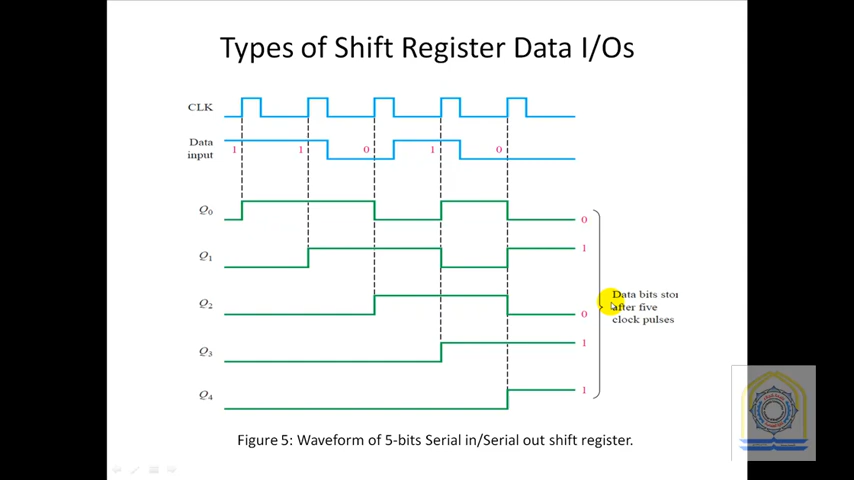 Types of Shift Register Data I/Os
CLK
Data
input
1 1 0 1 0
Q0
0
Q1
1
Q2
0
Q3
1
Q4
1
Data bits stor
after five
clock pulses
Figure 5: Waveform of 5-bits Serial in/Serial out shift register.